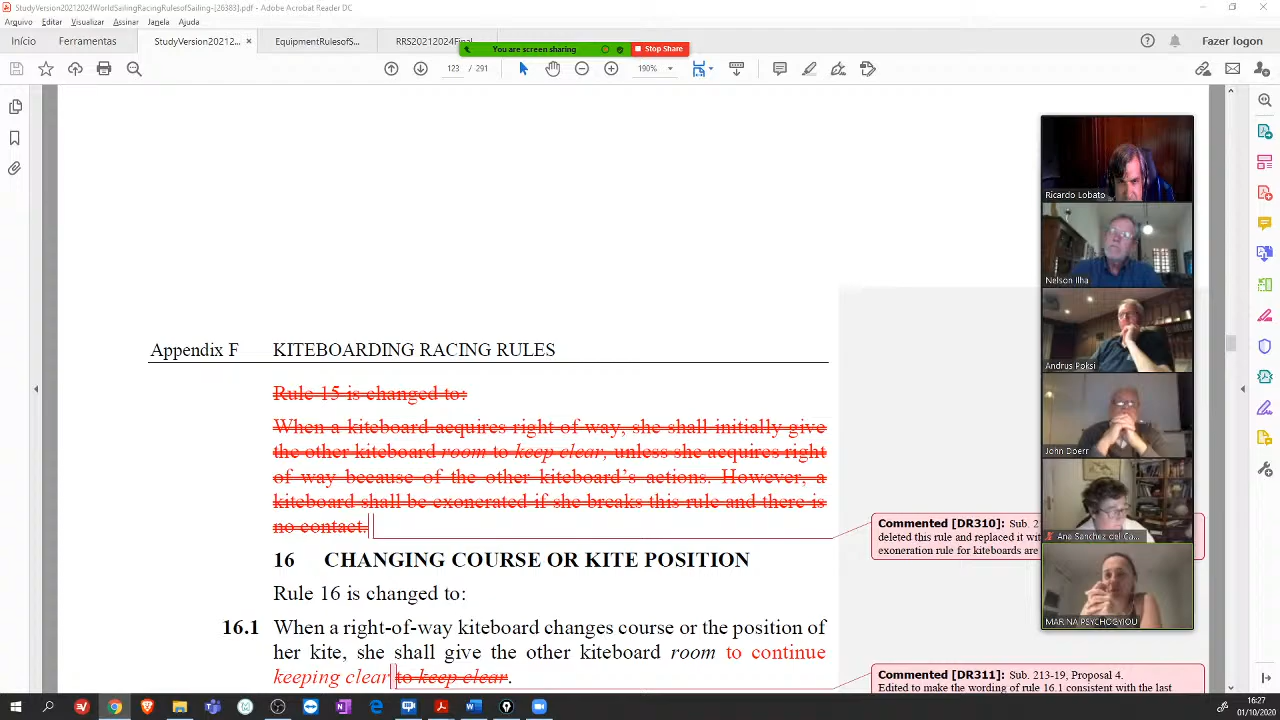 StudyVersion20212024WorldSailingRacingRulesofSailing-[26383].pdf - Adobe Acrobat Reader DC
Arquivo Editar Visualizar Assinar Janela Ajuda
Início Ferramentas StudyVersion20212... × EquipmentRulesofS... RRS20212024Final...
Fazer logon
You are screen sharing Stop Share
123 / 291 190%
Appendix F KITEBOARDING RACING RULES
Rule 15 is changed to:
When a kiteboard acquires right of way, she shall initially give
the other kiteboard room to keep clear, unless she acquires right
of way because of the other kiteboard's actions. However, a
kiteboard shall be exonerated if she breaks this rule and there is
no contact.
16 CHANGING COURSE OR KITE POSITION
Rule 16 is changed to:
16.1 When a right-of-way kiteboard changes course or the position of
her kite, she shall give the other kiteboard room to continue
keeping clear to keep clear.
Commented [DR310]: Sub. 2
deleted this rule and replaced it wi
exoneration rule for kiteboards are
Commented [DR311]: Sub. 213-19, Proposal 4.
Edited to make the wording of rule 16.1 consistent with the last
Ricardo Lobato
Nelson Ilha
Andrus Poksi
John Doerr
Ana Sanchez del Ca...
MARINA PSYCHOGYIOU
16:27
01/10/2020